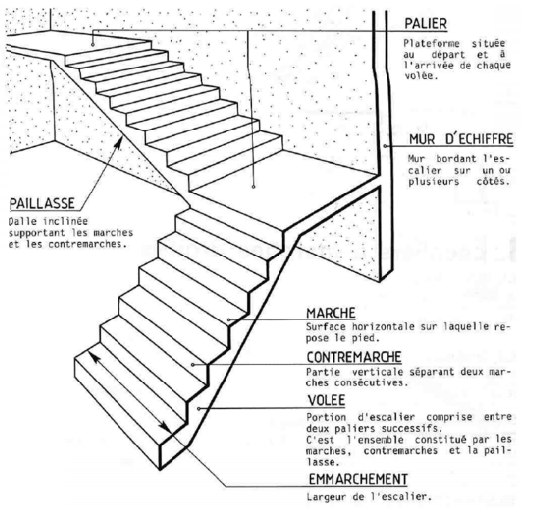 PALIER
Plateforme située
au départ et à
l'arrivée de chaque
volée.
MUR D'ÉCHIFFRE
Mur bordant l'es-
calier sur un ou
plusieurs côtés.
PAILLASSE
Dalle inclinée
supportant les marches
et les contremarches.
MARCHE
Surface horizontale sur laquelle re-
pose le pied.
CONTREMARCHE
Partie verticale séparant deux mar-
ches consécutives.
VOLEE
Portion d'escalier comprise entre
deux paliers successifs.
C'est l'ensemble constitué par les
marches, contremarches et la pail-
lasse.
EMMARCHEMENT
Largeur de l'escalier.